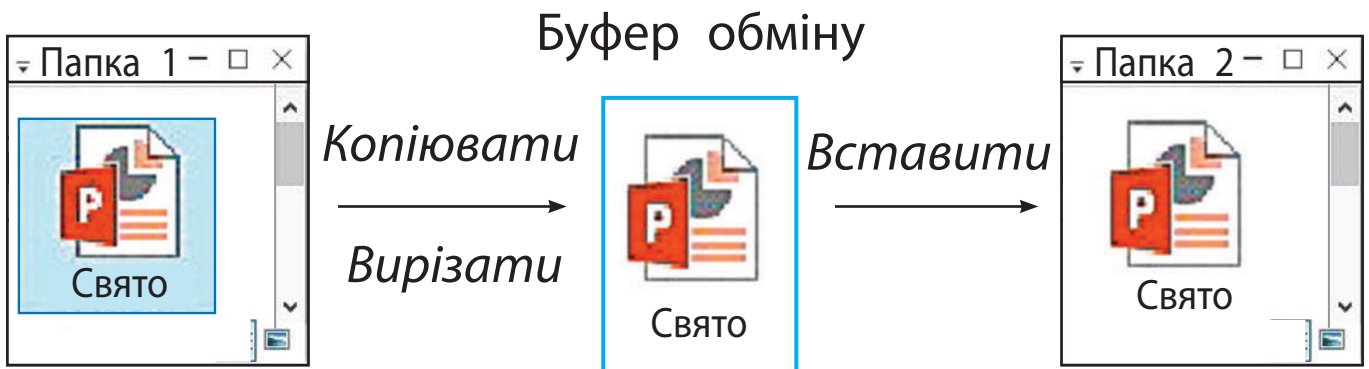 Буфер обміну
Папка 1
Свято
Копіювати
Вирізати
Свято
Вставити
Папка 2
Свято